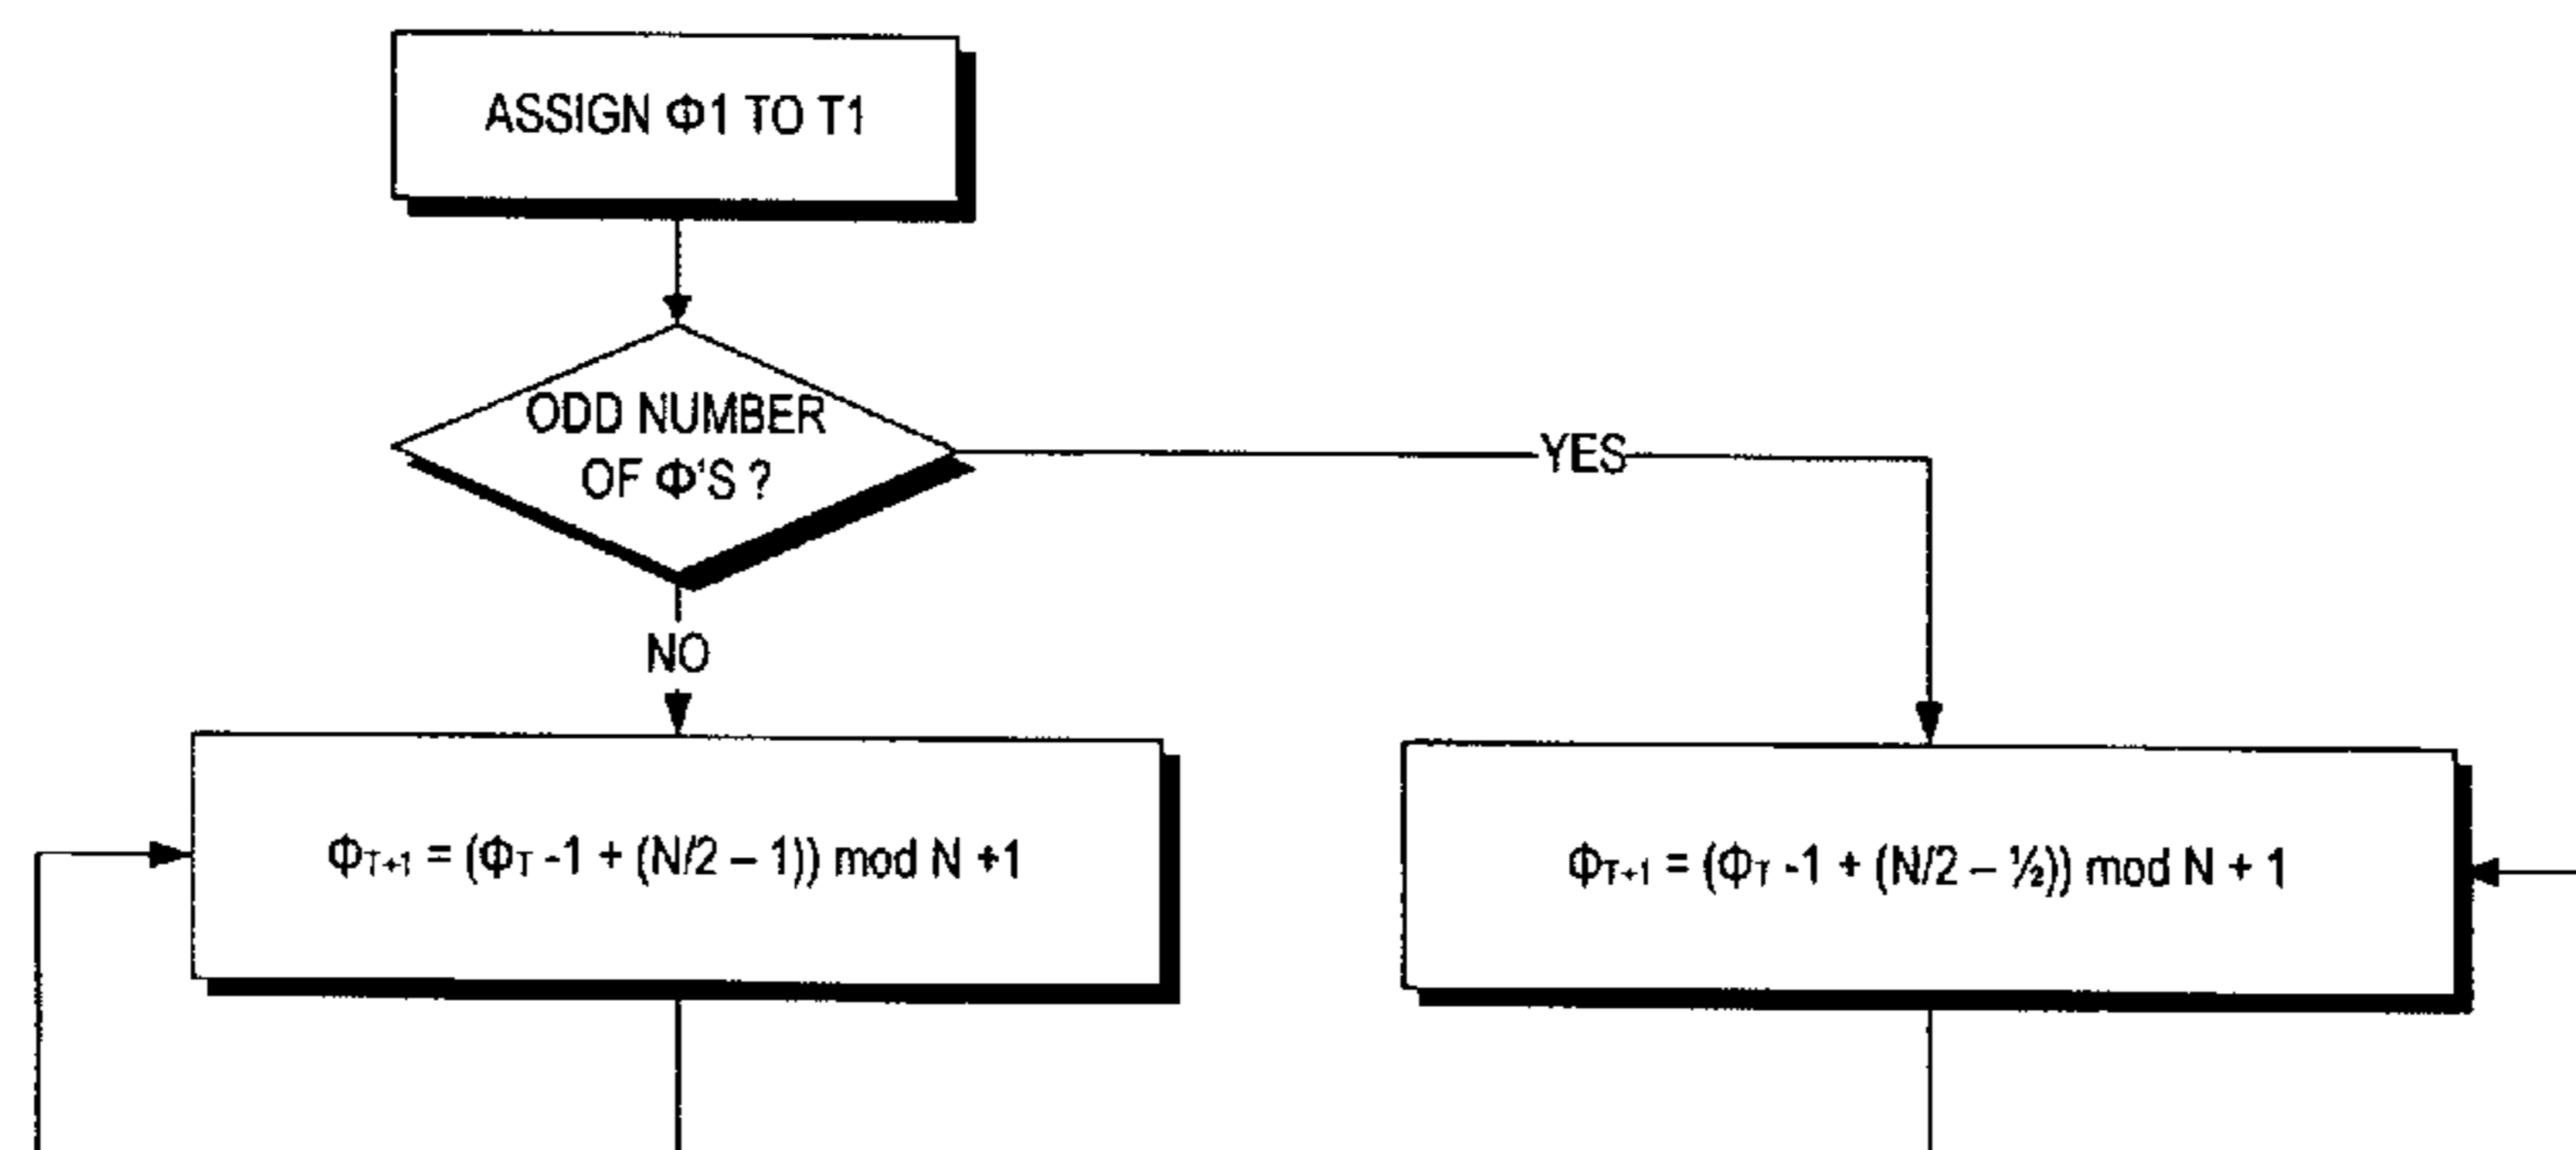 ASSIGN Φ1 TO T1
ODD NUMBER
OF Φ'S ?
YES
NO
ΦT+1 = (ΦT -1 + (N/2 – 1)) mod N +1
ΦT+1 = (ΦT -1 + (N/2 – ½)) mod N + 1